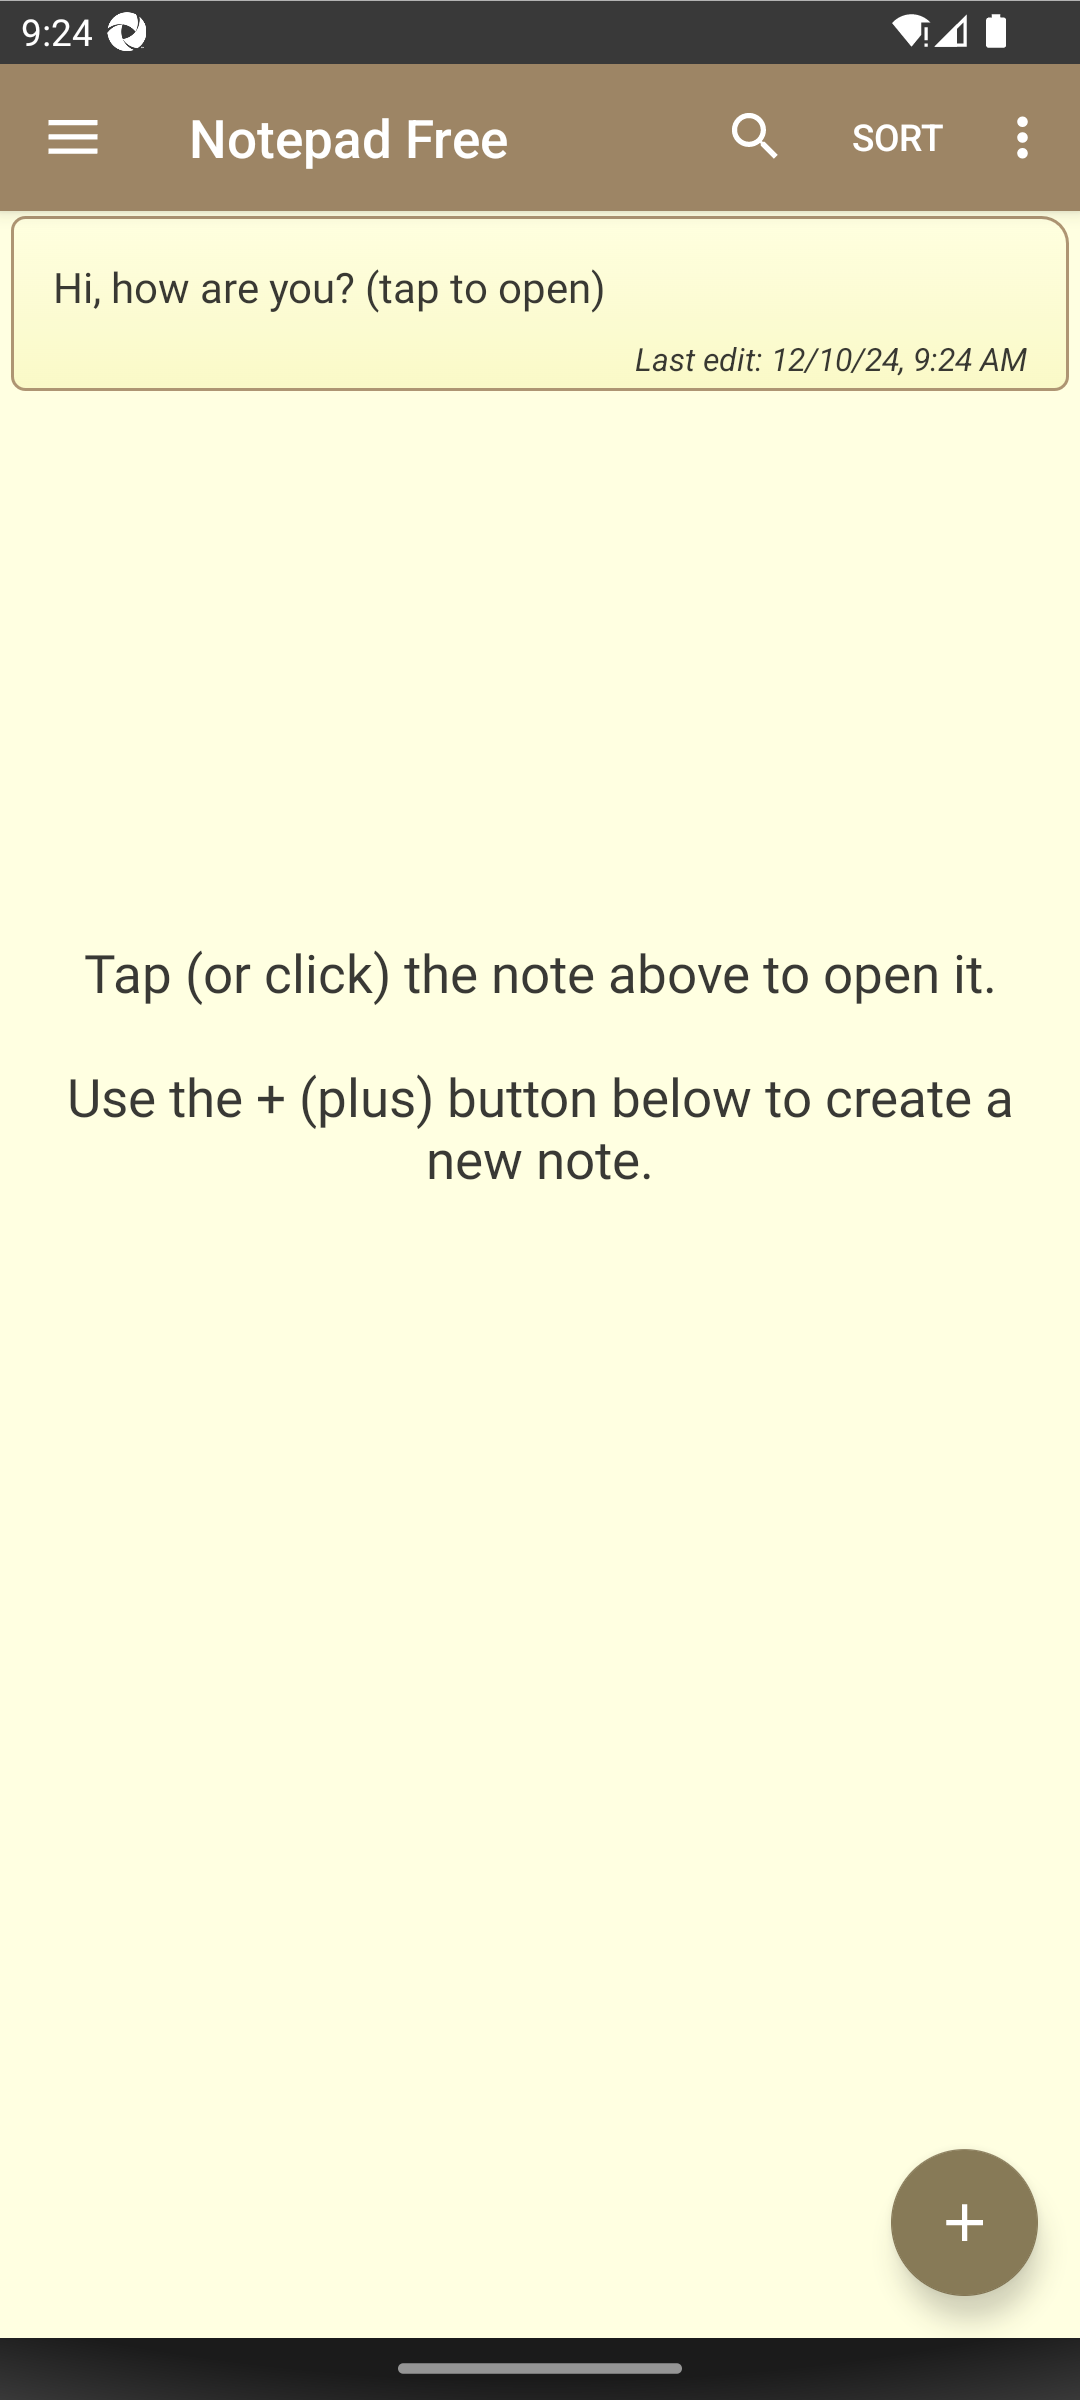 9:24
Notepad Free
SORT
Hi, how are you? (tap to open)
Last edit: 12/10/24, 9:24 AM
Tap (or click) the note above to open it.
Use the + (plus) button below to create a
new note.